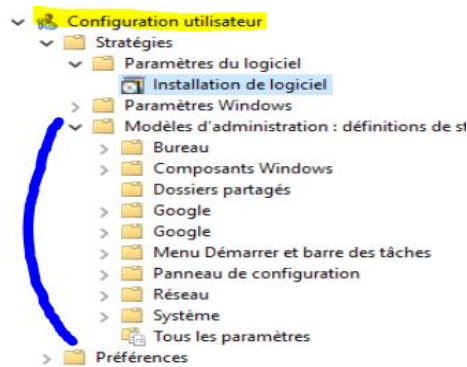 Configuration utilisateur
Stratégies
Paramètres du logiciel
Installation de logiciel
Paramètres Windows
Modèles d'administration : définitions de st
Bureau
Composants Windows
Dossiers partagés
Google
Google
Menu Démarrer et barre des tâches
Panneau de configuration
Réseau
Système
Tous les paramètres
Préférences